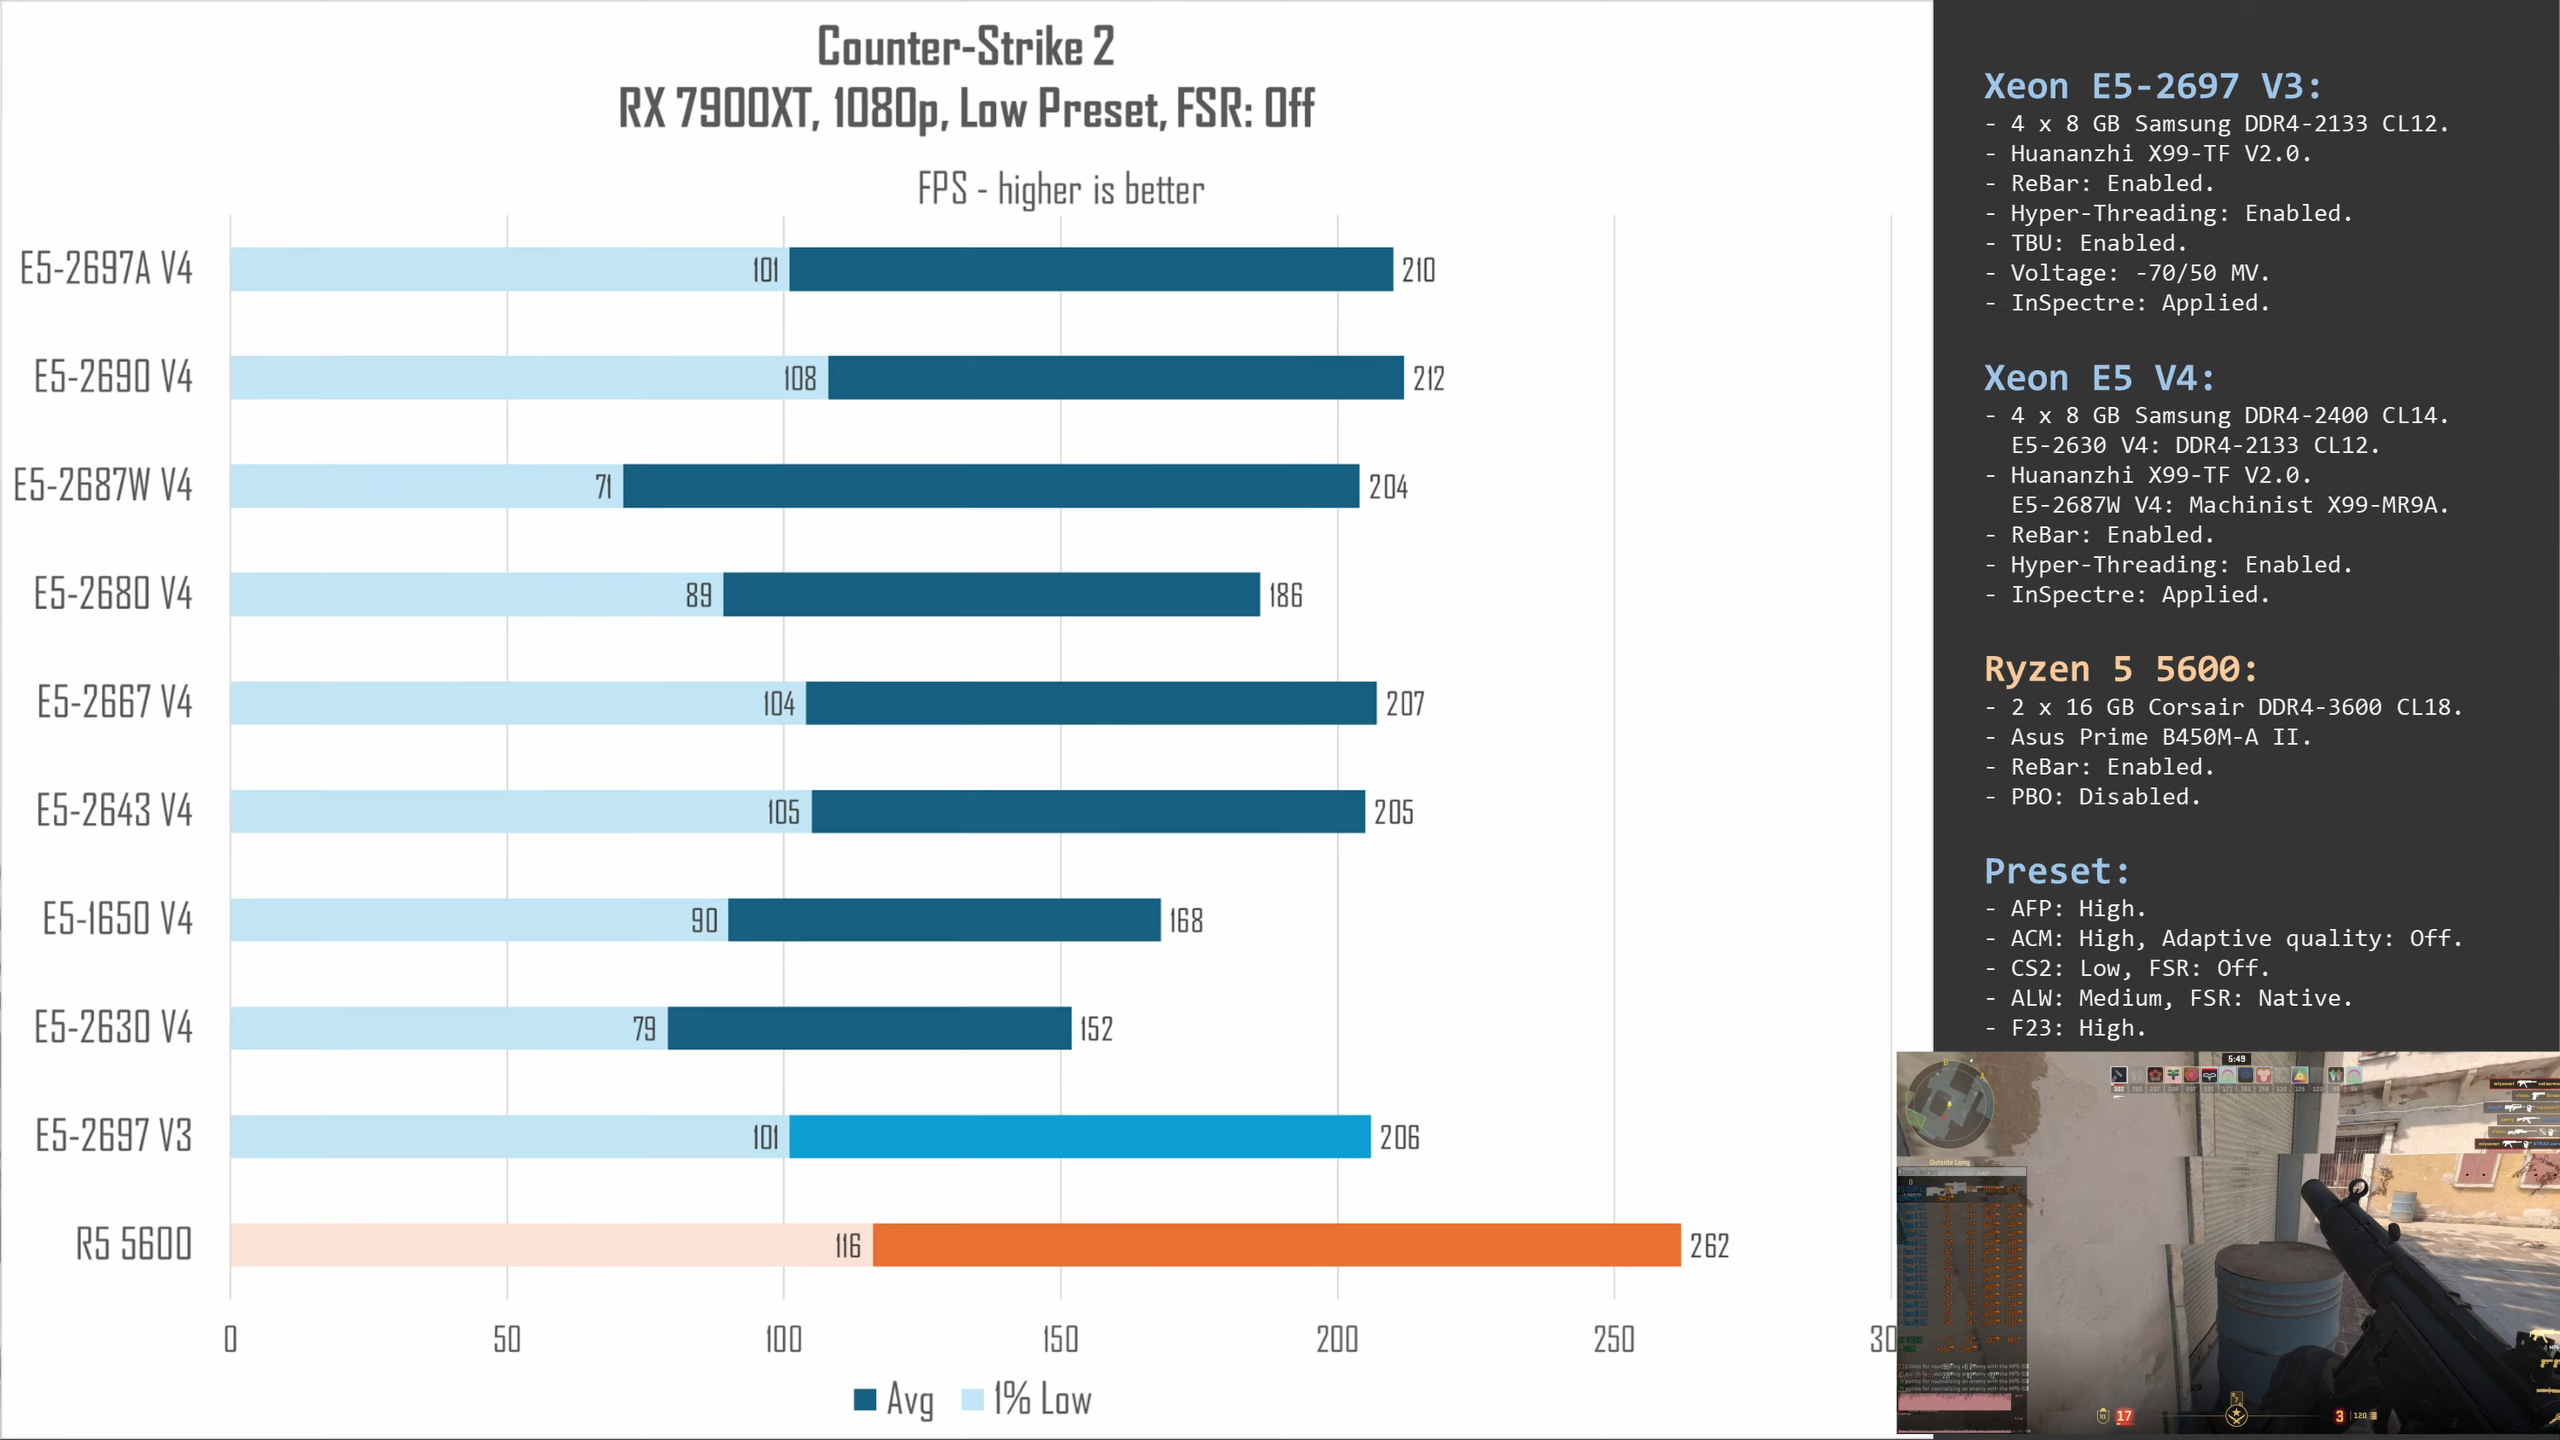 Counter-Strike 2
RX 7900XT, 1080p, Low Preset, FSR: Off
FPS - higher is better
E5-2697A V4 101 210
E5-2690 V4 108 212
E5-2687W V4 71 204
E5-2680 V4 89 186
E5-2667 V4 104 207
E5-2643 V4 105 205
E5-1650 V4 90 168
E5-2630 V4 79 152
E5-2697 V3 101 206
R5 5600 116 262
0 50 100 150 200 250
Avg 1% Low
Xeon E5-2697 V3:
- 4 x 8 GB Samsung DDR4-2133 CL12.
- Huananzhi X99-TF V2.0.
- ReBar: Enabled.
- Hyper-Threading: Enabled.
- TBU: Enabled.
- Voltage: -70/50 MV.
- InSpectre: Applied.
Xeon E5 V4:
- 4 x 8 GB Samsung DDR4-2400 CL14.
E5-2630 V4: DDR4-2133 CL12.
- Huananzhi X99-TF V2.0.
E5-2687W V4: Machinist X99-MR9A.
- ReBar: Enabled.
- Hyper-Threading: Enabled.
- InSpectre: Applied.
Ryzen 5 5600:
- 2 x 16 GB Corsair DDR4-3600 CL18.
- Asus Prime B450M-A II.
- ReBar: Enabled.
- PBO: Disabled.
Preset:
- AFP: High.
- ACM: High, Adaptive quality: Off.
- CS2: Low, FSR: Off.
- ALW: Medium, FSR: Native.
- F23: High.
5:49
Outside Long
17
3 | 120